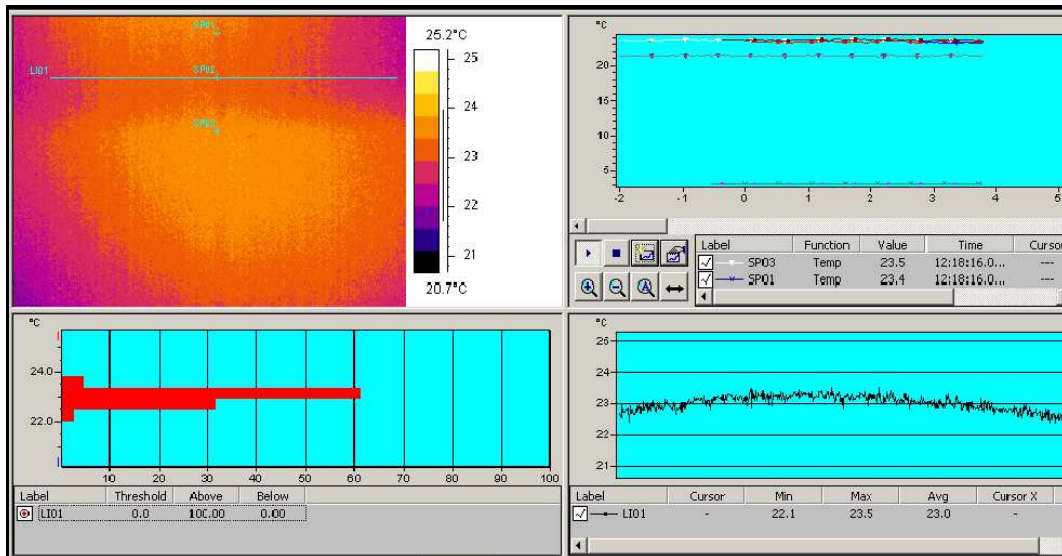 SP01
LI01
SP02
SP03
25.2°C
25
24
23
22
21
20.7°C
°C
20
15
10
5
-2 -1 0 1 2 3 4 5
Label Function Value Time Cursor
SP03 Temp 23.5 12:18:16.0... ---
SP01 Temp 23.4 12:18:16.0... ---
°C
24.0
22.0
10 20 30 40 50 60 70 80 90 100
Label Threshold Above Below
LI01 0.0 100.00 0.00
°C
25
24
23
22
21
Label Cursor Min Max Avg Cursor X
LI01 - 22.1 23.5 23.0 -